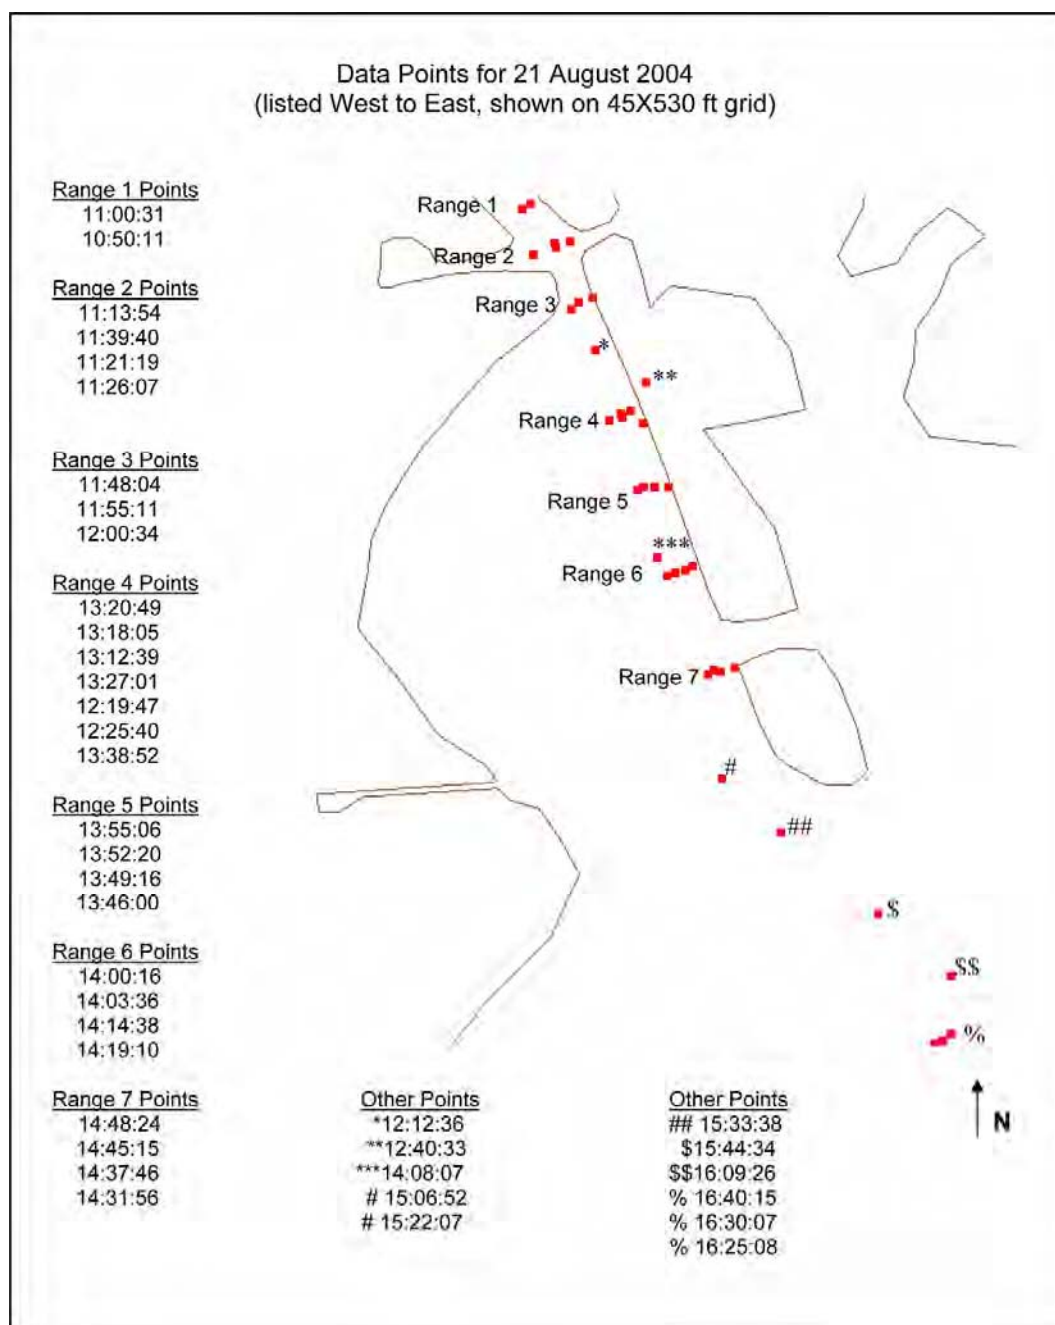 Data Points for 21 August 2004
(listed West to East, shown on 45X530 ft grid)
Range 1 Points
11:00:31
10:50:11
Range 2 Points
11:13:54
11:39:40
11:21:19
11:26:07
Range 3 Points
11:48:04
11:55:11
12:00:34
Range 4 Points
13:20:49
13:18:05
13:12:39
13:27:01
12:19:47
12:25:40
13:38:52
Range 5 Points
13:55:06
13:52:20
13:49:16
13:46:00
Range 6 Points
14:00:16
14:03:36
14:14:38
14:19:10
Range 7 Points
14:48:24
14:45:15
14:37:46
14:31:56
Range 1
Range 2
Range 3
*
**
Range 4
Range 5
***
Range 6
Range 7
#
##
$
$$
%
N
Other Points
*12:12:36
**12:40:33
***14:08:07
# 15:06:52
# 15:22:07
Other Points
## 15:33:38
$15:44:34
$$16:09:26
% 16:40:15
% 16:30:07
% 16:25:08